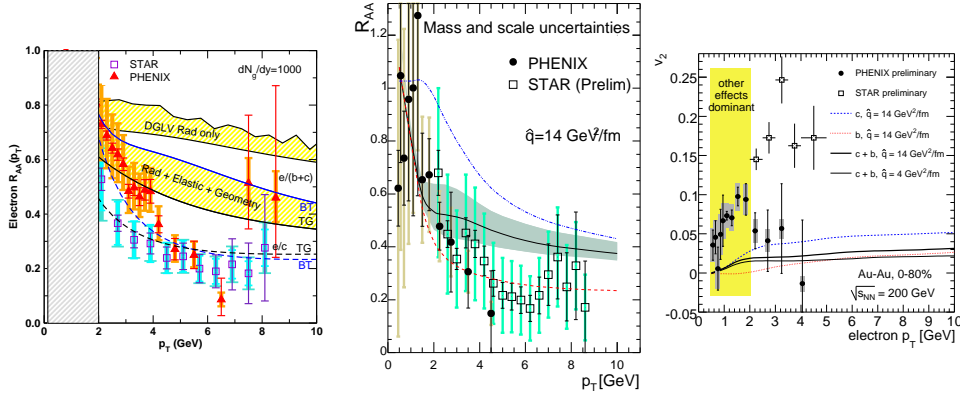 Electron R_AA(p_T)
1.0
0.8
0.6
0.4
0.2
0.0
STAR
PHENIX
dN_g/dy=1000
DGLV Rad only
Rad + Elastic + Geometry
e/(b+c)
BT
TG
TG
e/c
BT
0
2
4
6
8
10
p_T (GeV)
R_AA
1.2
1
0.8
0.6
0.4
0.2
0
Mass and scale uncertainties
PHENIX
STAR (Prelim)
q̂=14 GeV²/fm
0
2
4
6
8
10
p_T [GeV]
v_2
0.25
0.20
0.15
0.10
0.05
0
-0.05
other
effects
dominant
PHENIX preliminary
STAR preliminary
c, q̂ = 14 GeV²/fm
b, q̂ = 14 GeV²/fm
c + b, q̂ = 14 GeV²/fm
c + b, q̂ = 4 GeV²/fm
Au-Au, 0-80%
√s_NN = 200 GeV
0
1
2
3
4
5
6
7
8
9
10
electron p_T [GeV]